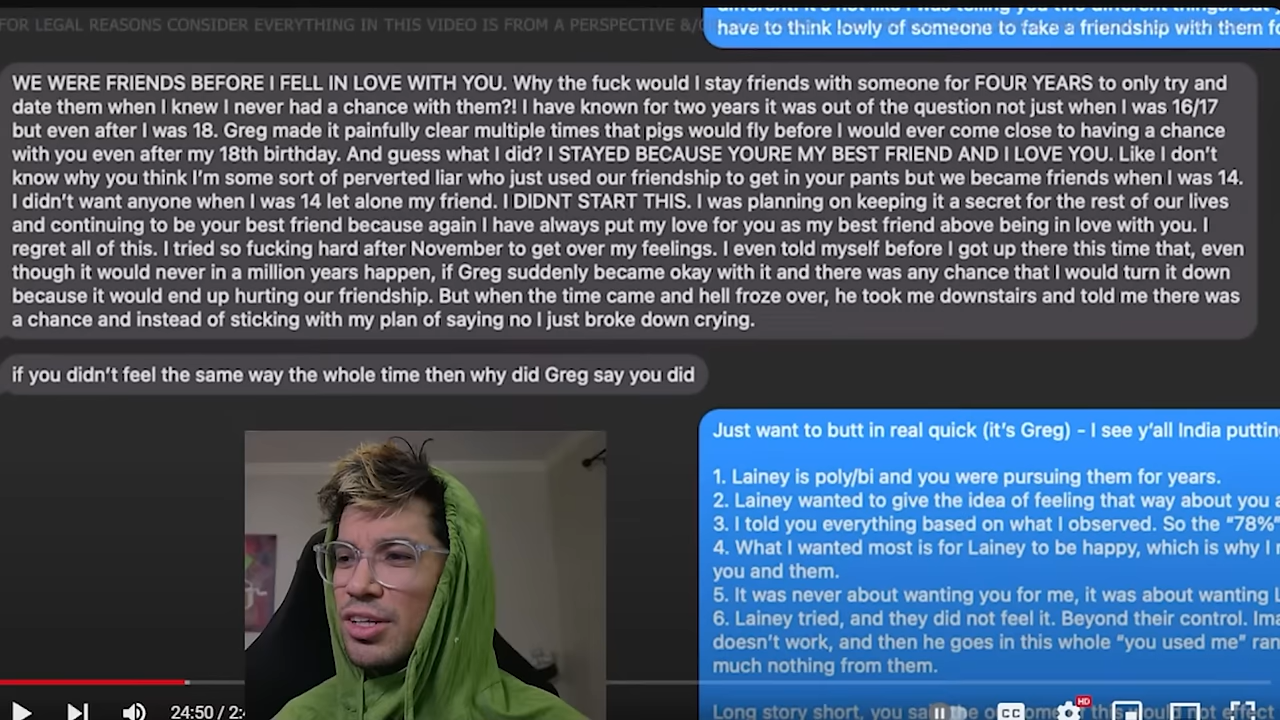 FOR LEGAL REASONS CONSIDER EVERYTHING IN THIS VIDEO IS FROM A PERSPECTIVE &/
have to think lowly of someone to fake a friendship with them
WE WERE FRIENDS BEFORE I FELL IN LOVE WITH YOU. Why the fuck would I stay friends with someone for FOUR YEARS to only try and
date them when I knew I never had a chance with them?! I have known for two years it was out of the question not just when I was 16/17
but even after I was 18. Greg made it painfully clear multiple times that pigs would fly before I would ever come close to having a chance
with you even after my 18th birthday. And guess what I did? I STAYED BECAUSE YOURE MY BEST FRIEND AND I LOVE YOU. Like I don't
know why you think I'm some sort of perverted liar who just used our friendship to get in your pants but we became friends when I was 14.
I didn't want anyone when I was 14 let alone my friend. I DIDNT START THIS. I was planning on keeping it a secret for the rest of our lives
and continuing to be your best friend because again I have always put my love for you as my best friend above being in love with you. I
regret all of this. I tried so fucking hard after November to get over my feelings. I even told myself before I got up there this time that, even
though it would never in a million years happen, if Greg suddenly became okay with it and there was any chance that I would turn it down
because it would end up hurting our friendship. But when the time came and hell froze over, he took me downstairs and told me there was
a chance and instead of sticking with my plan of saying no I just broke down crying.
if you didn't feel the same way the whole time then why did Greg say you did
Just want to butt in real quick (it's Greg) - I see y'all India puttin
1. Lainey is poly/bi and you were pursuing them for years.
2. Lainey wanted to give the idea of feeling that way about you
3. I told you everything based on what I observed. So the "78%"
4. What I wanted most is for Lainey to be happy, which is why I
you and them.
5. It was never about wanting you for me, it was about wanting
6. Lainey tried, and they did not feel it. Beyond their control.
doesn't work, and then he goes in this whole "you used me"
much nothing from them.
Long story short, you
24:50 / 2:
CC
HD